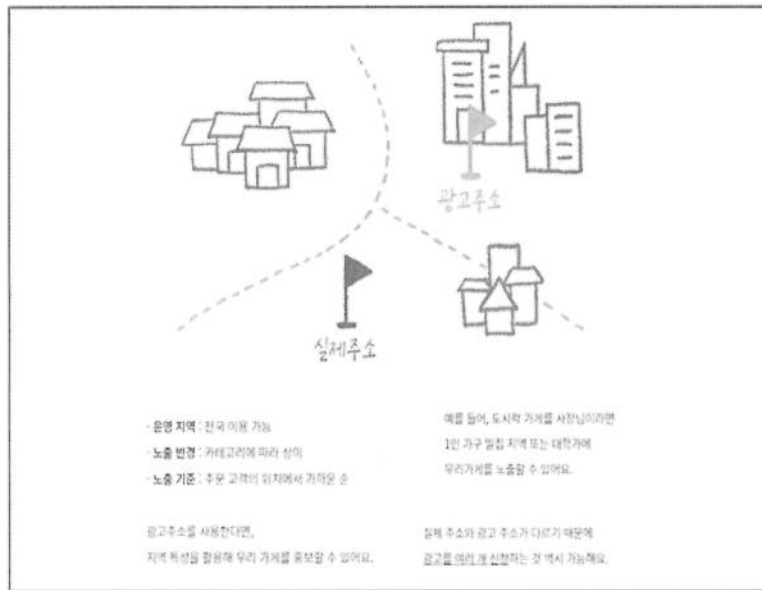 광고주소
실제주소
· 운영 지역 : 전국 이용 가능
· 노출 반경 : 카테고리에 따라 상이
· 노출 기준 : 주문 고객의 위치에서 가까운 순
광고주소를 사용한다면,
지역 특성을 활용해 우리 가게를 홍보할 수 있어요.
예를 들어, 도시락 가게를 사장님이라면
1인 가구 밀집 지역 또는 대학가에
우리가게를 노출할 수 있어요.
실제 주소와 광고 주소가 다르기 때문에
광고를 여러 개 신청하는 것 역시 가능해요.